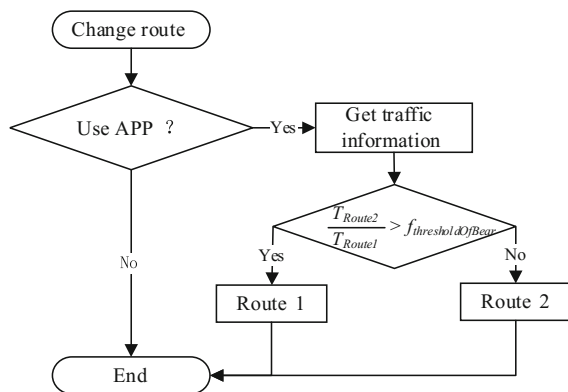 Change route
Use APP ?
Yes
Get traffic
information
T_Route2 / T_Route1 > f_thresholdOfBear
Yes
No
No
Route 1
Route 2
End